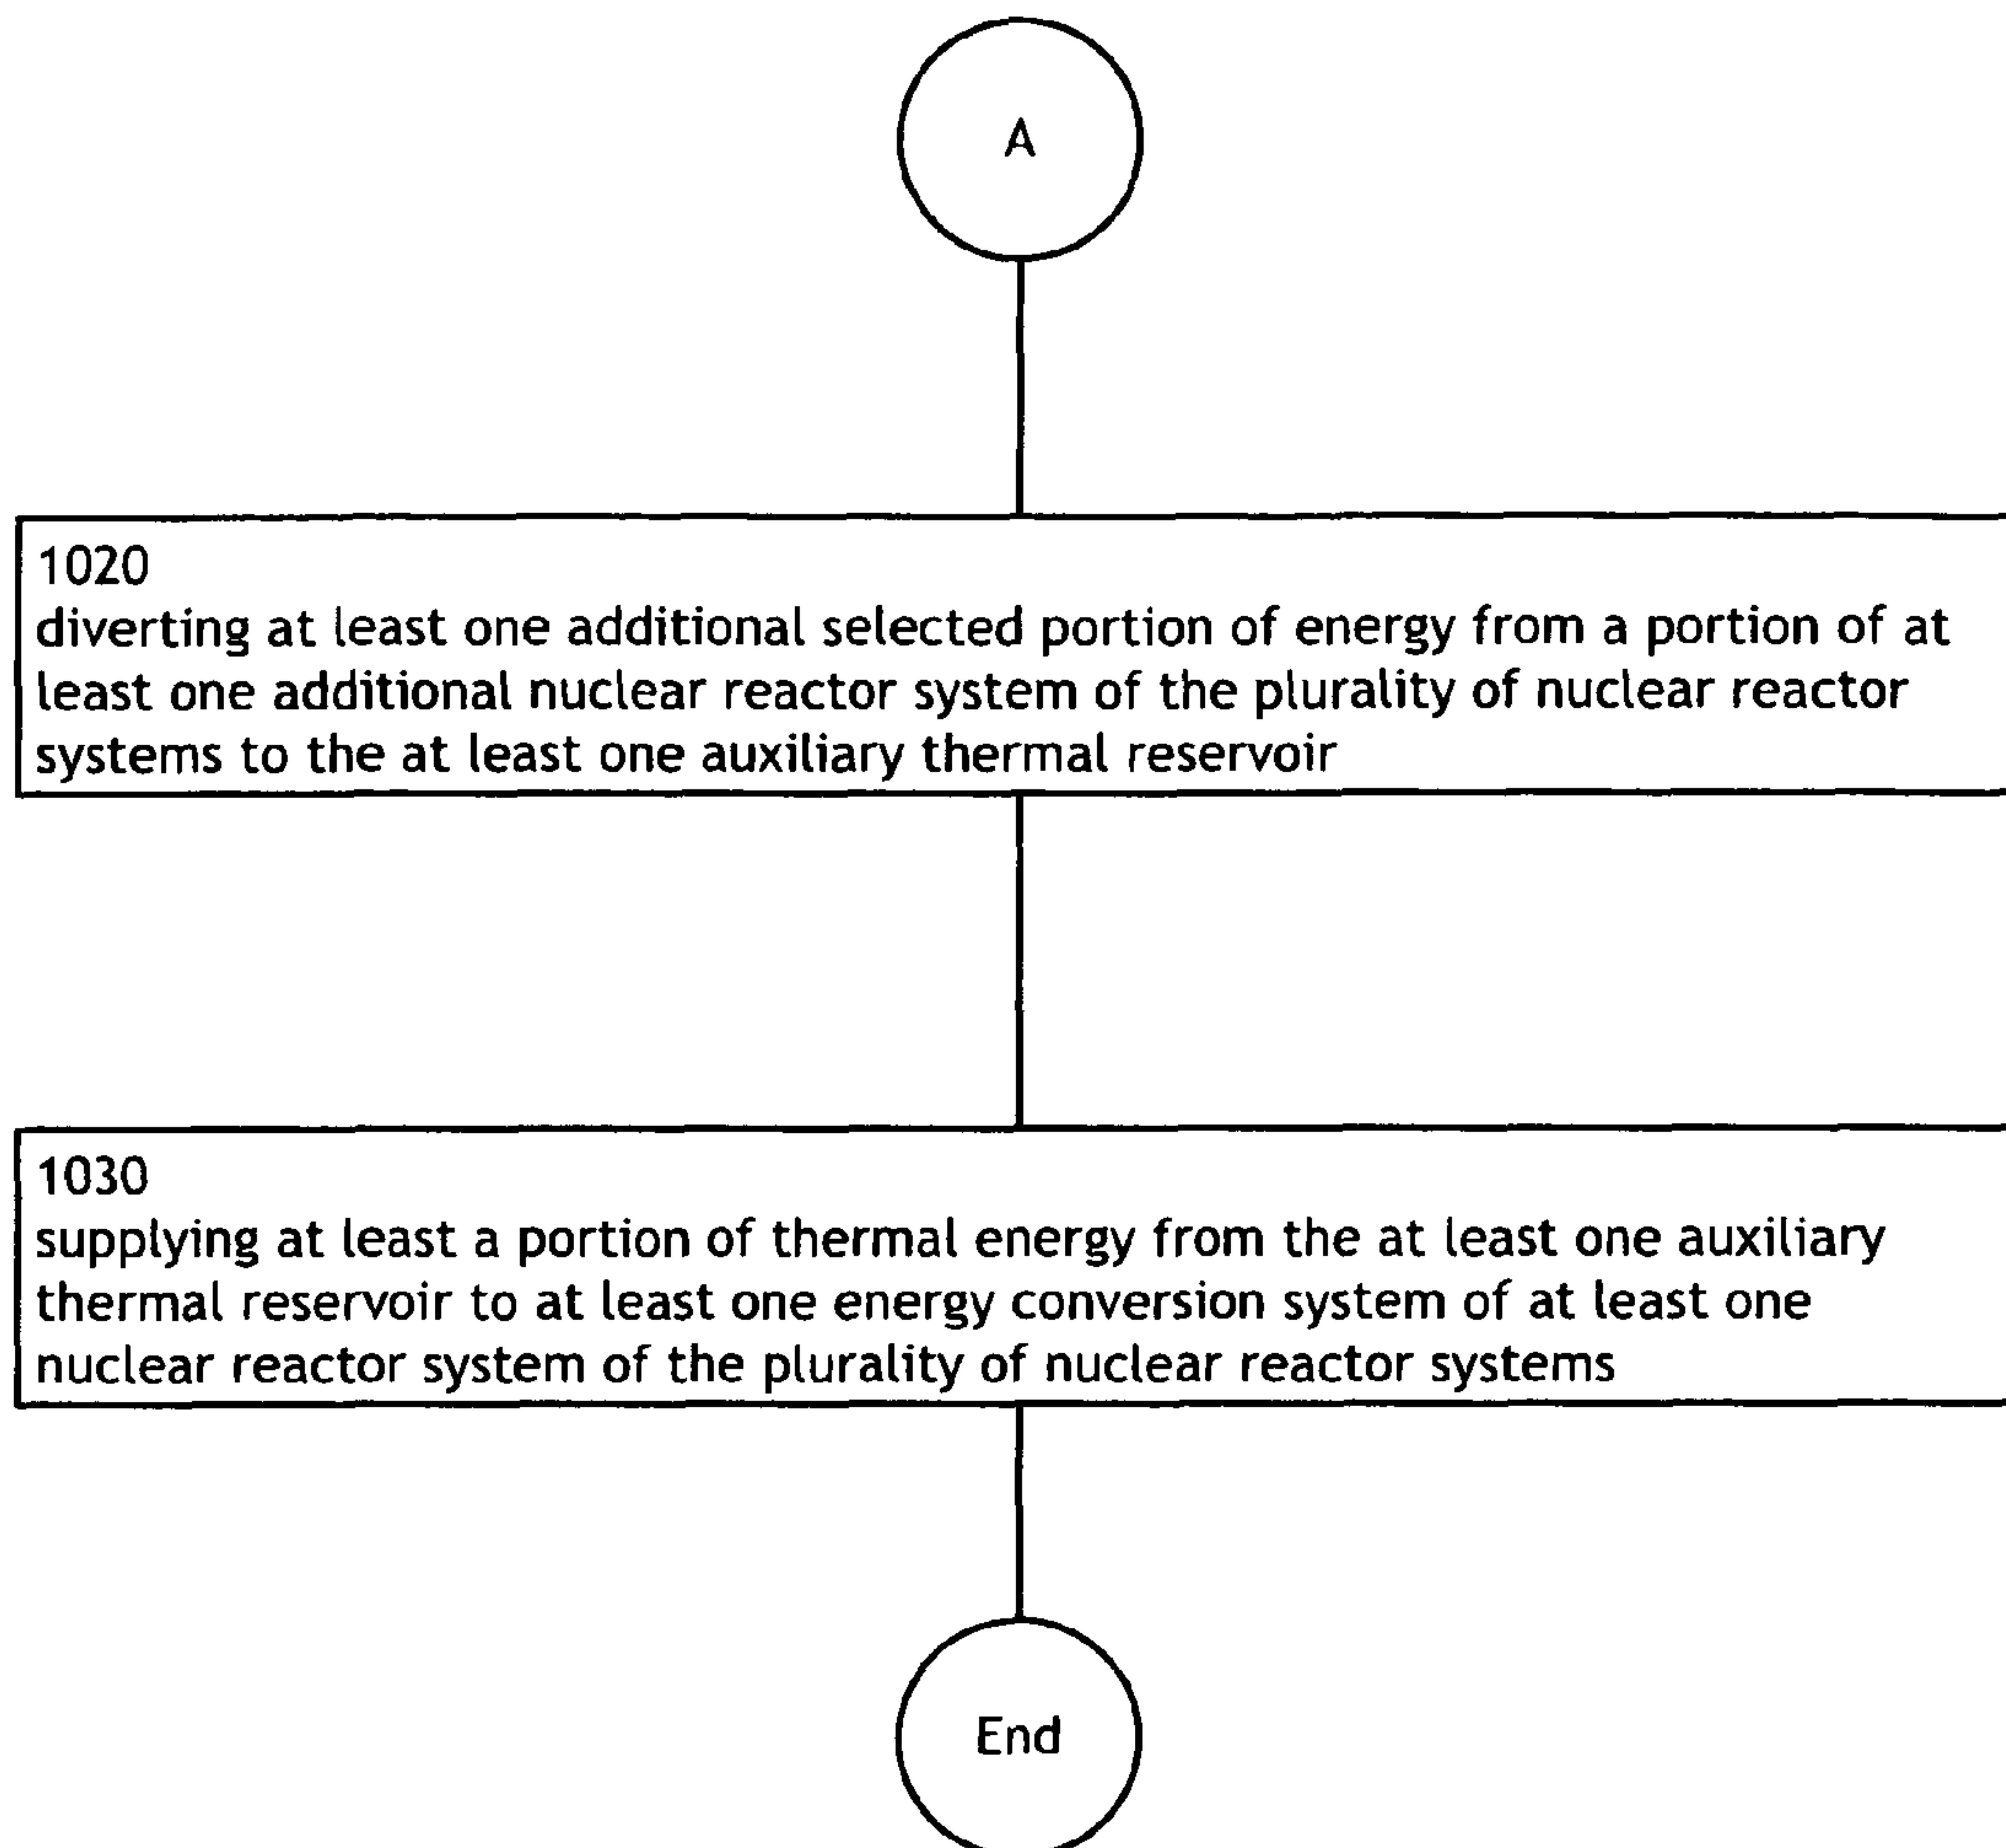 A
1020
diverting at least one additional selected portion of energy from a portion of at
least one additional nuclear reactor system of the plurality of nuclear reactor
systems to the at least one auxiliary thermal reservoir
1030
supplying at least a portion of thermal energy from the at least one auxiliary
thermal reservoir to at least one energy conversion system of at least one
nuclear reactor system of the plurality of nuclear reactor systems
End